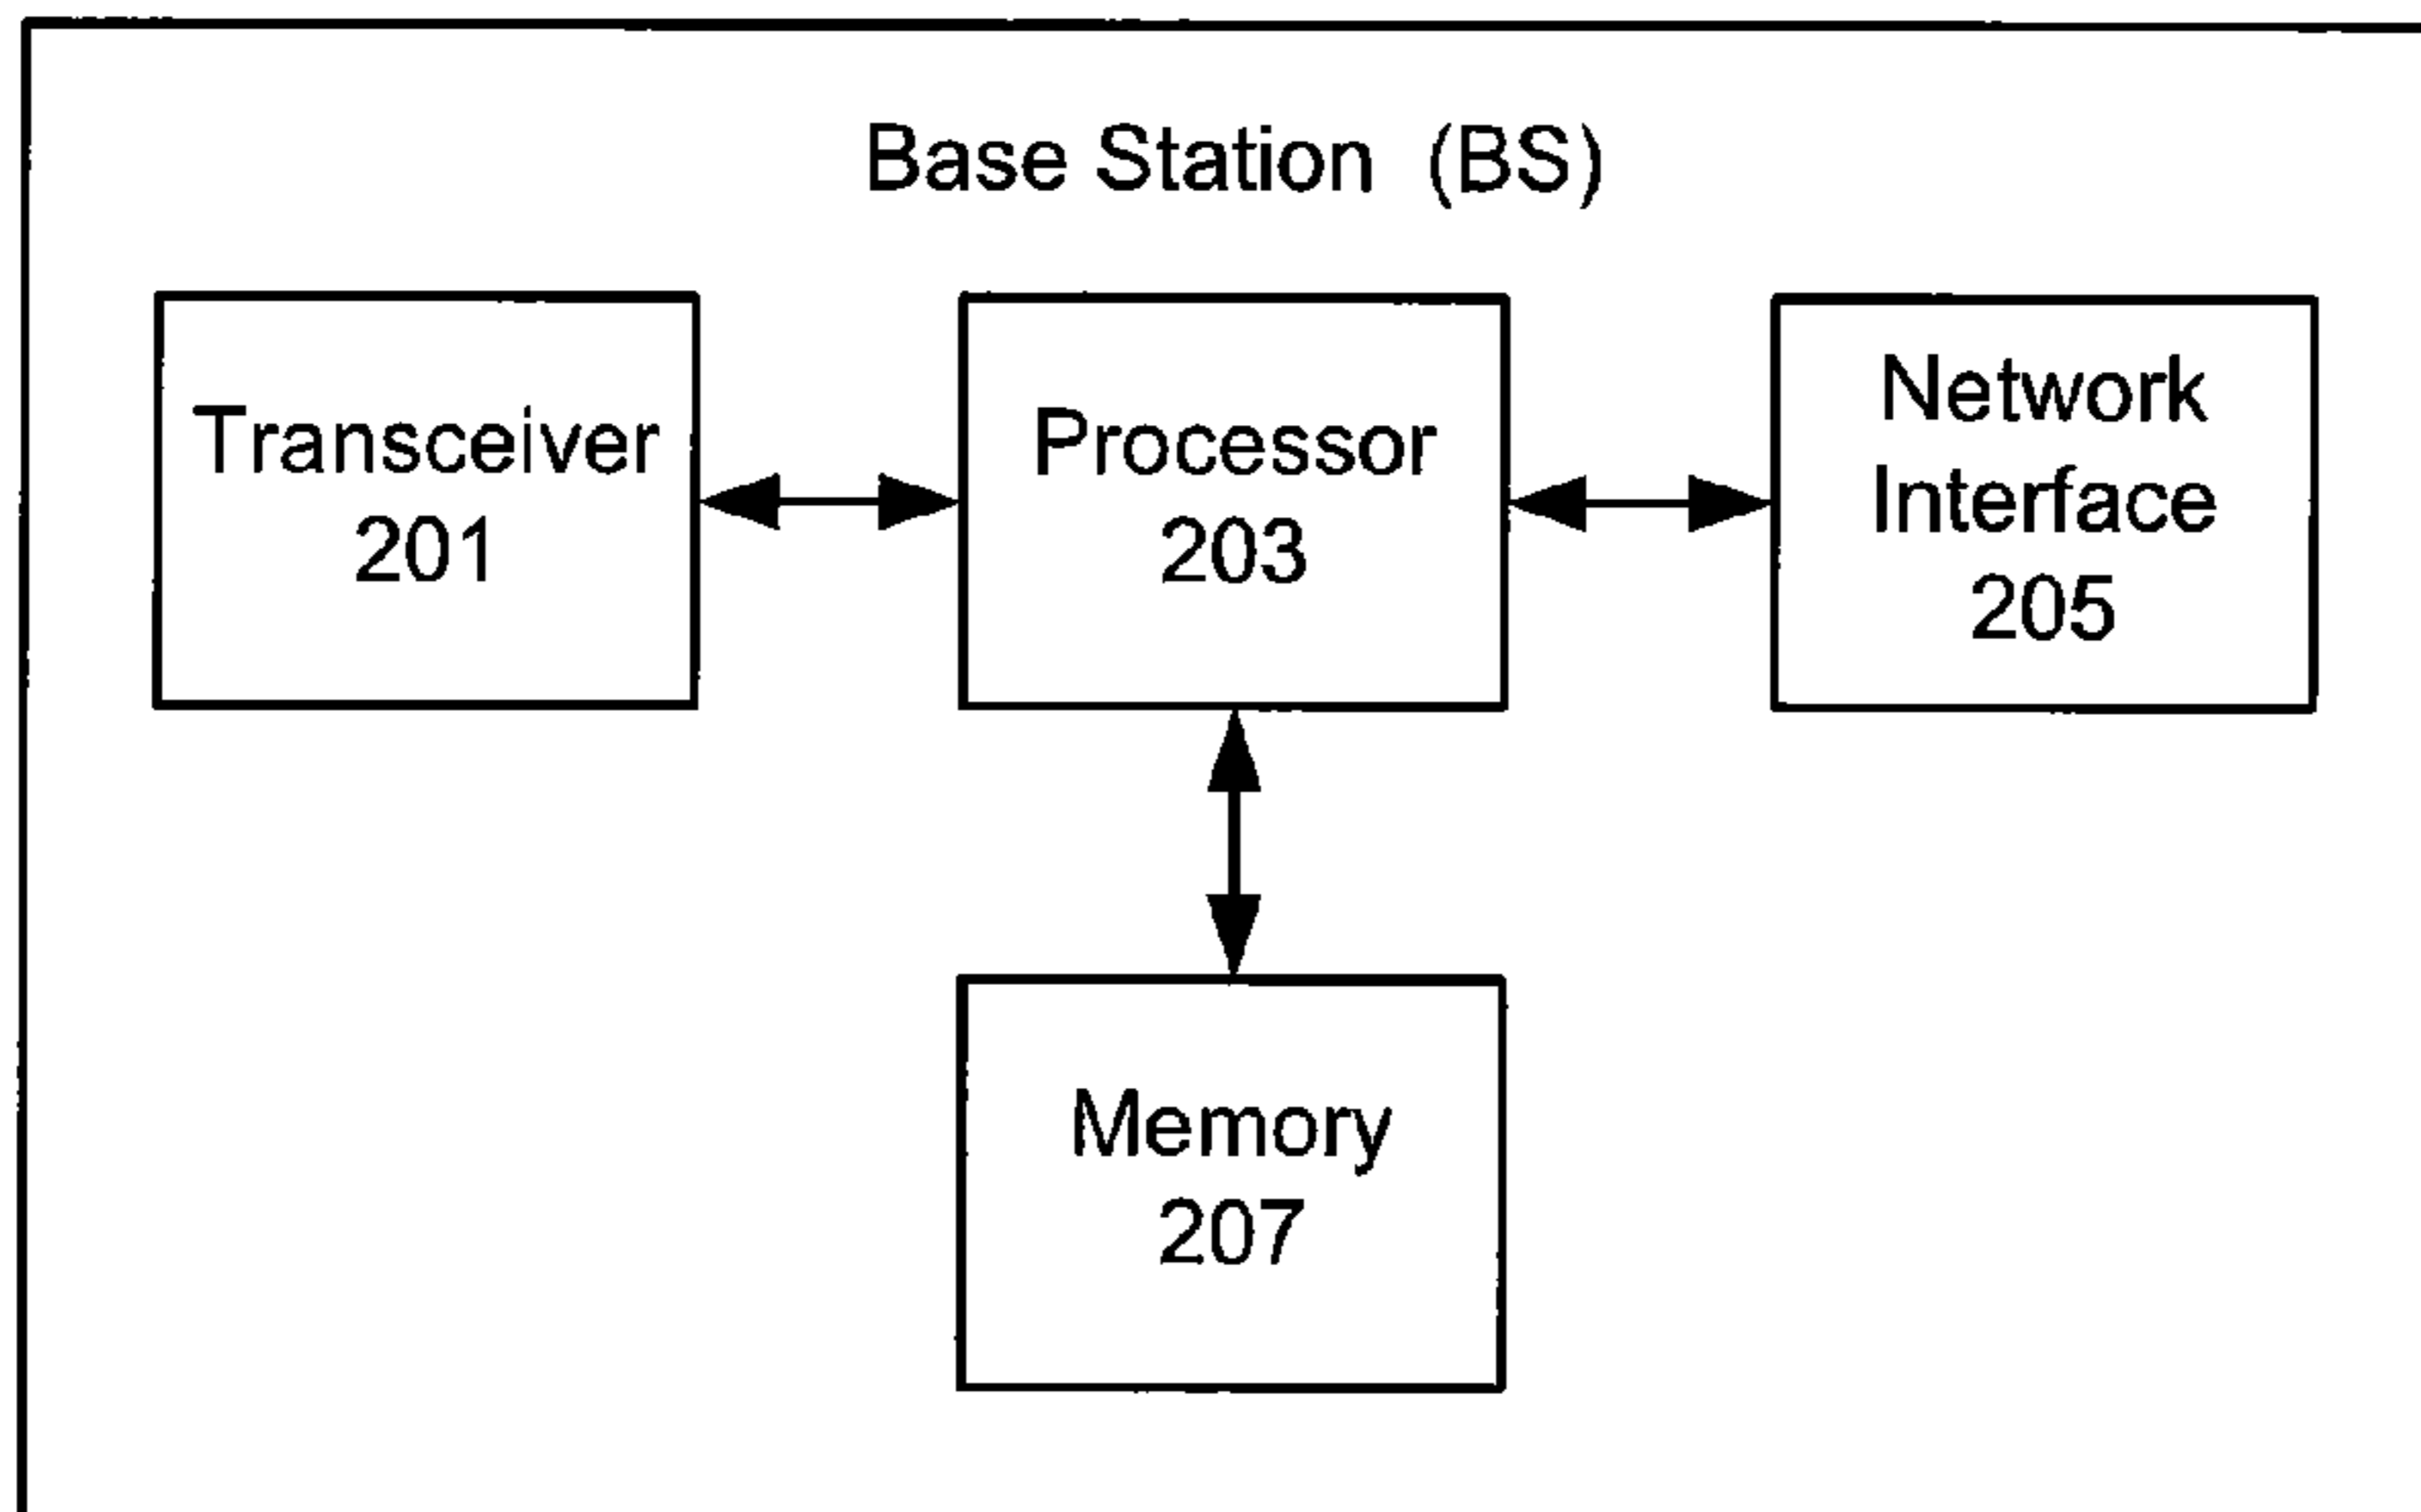 Base Station (BS)
Transceiver
201
Processor
203
Network
Interface
205
Memory
207